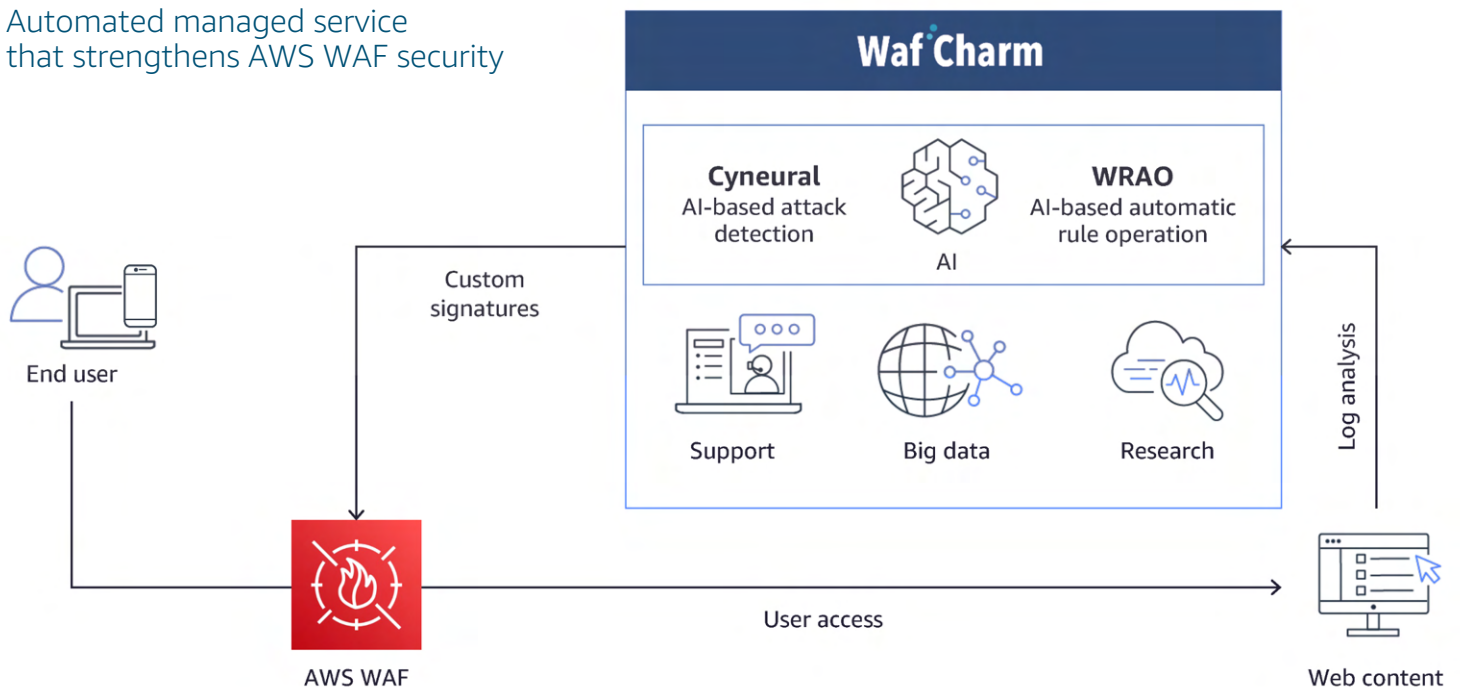 Automated managed service
that strengthens AWS WAF security
WafCharm
Cyneural
AI-based attack
detection
AI
WRAO
AI-based automatic
rule operation
Custom
signatures
End user
Support
Big data
Research
Log analysis
User access
AWS WAF
Web content